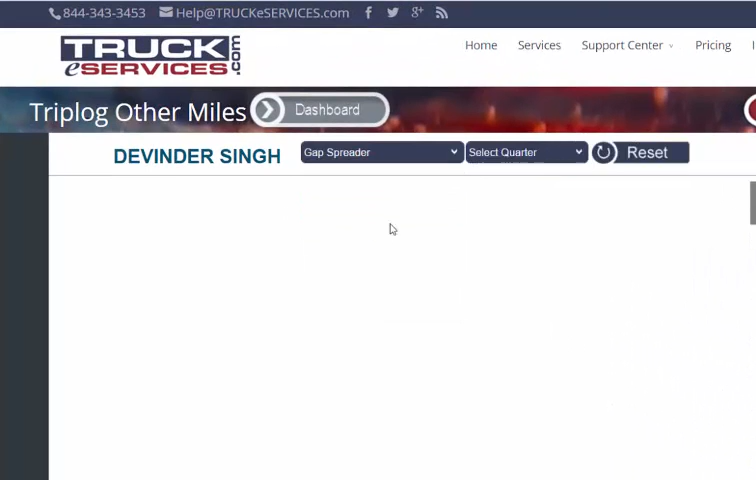 844-343-3453 Help@TRUCKeSERVICES.com
TRUCK
eSERVICES
.com
Home Services Support Center Pricing
Triplog Other Miles Dashboard
DEVINDER SINGH Gap Spreader Select Quarter Reset